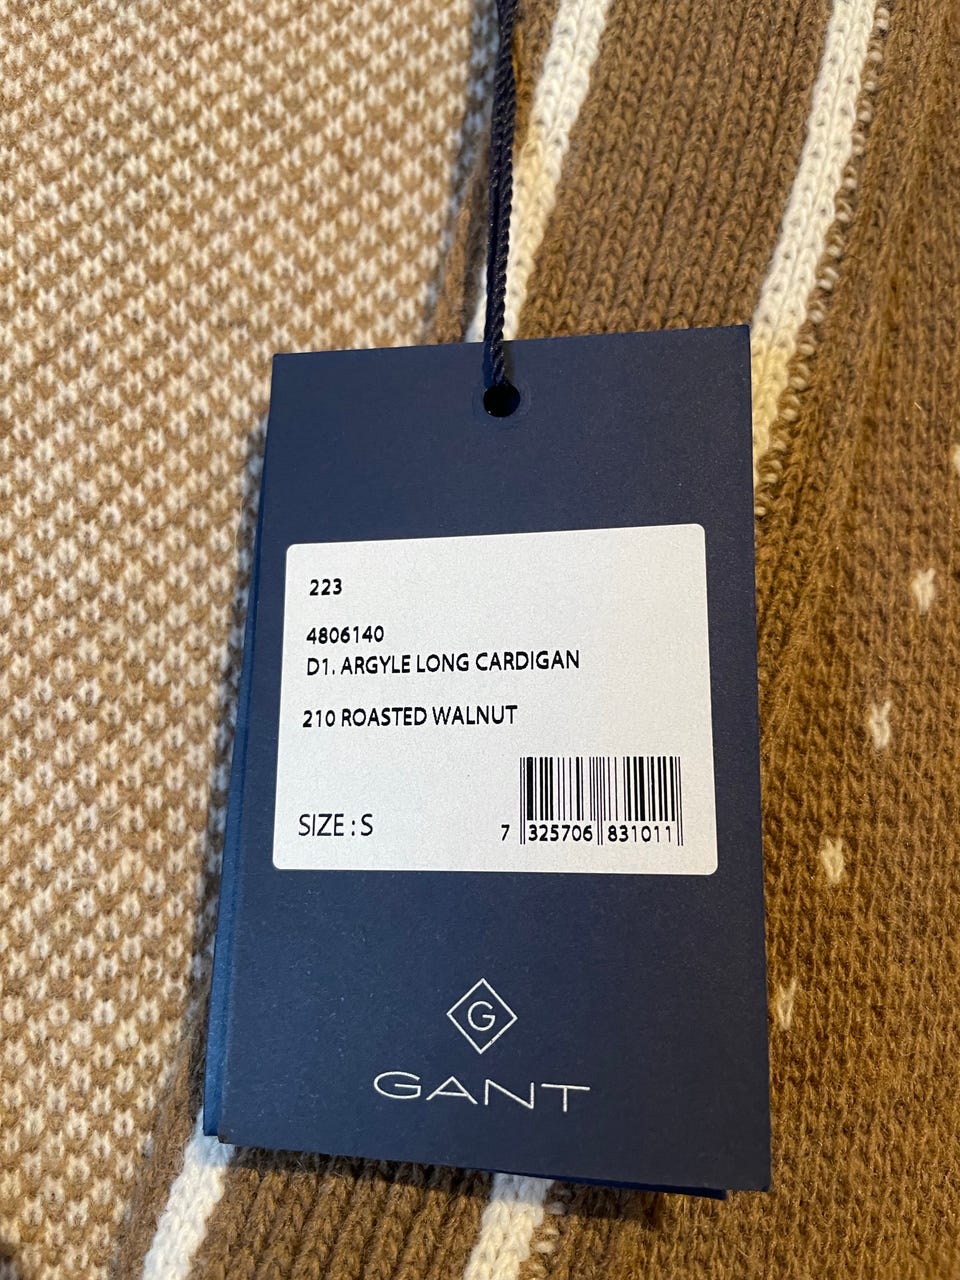 223
4806140
D1. ARGYLE LONG CARDIGAN
210 ROASTED WALNUT
SIZE : S
7 325706 831011
G
GANT